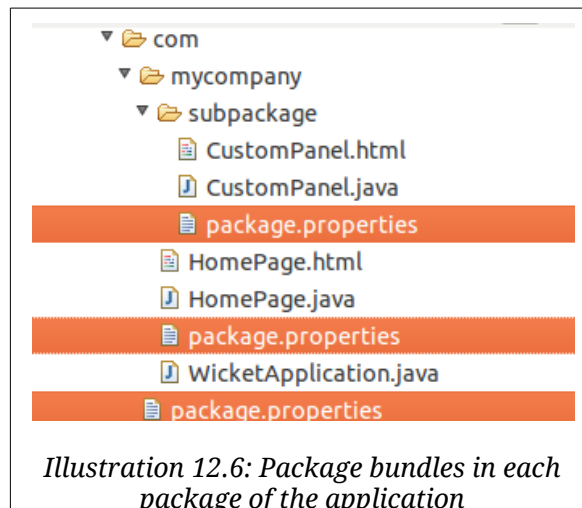 com
mycompany
subpackage
CustomPanel.html
CustomPanel.java
package.properties
HomePage.html
HomePage.java
package.properties
WicketApplication.java
package.properties
Illustration 12.6: Package bundles in each
package of the application